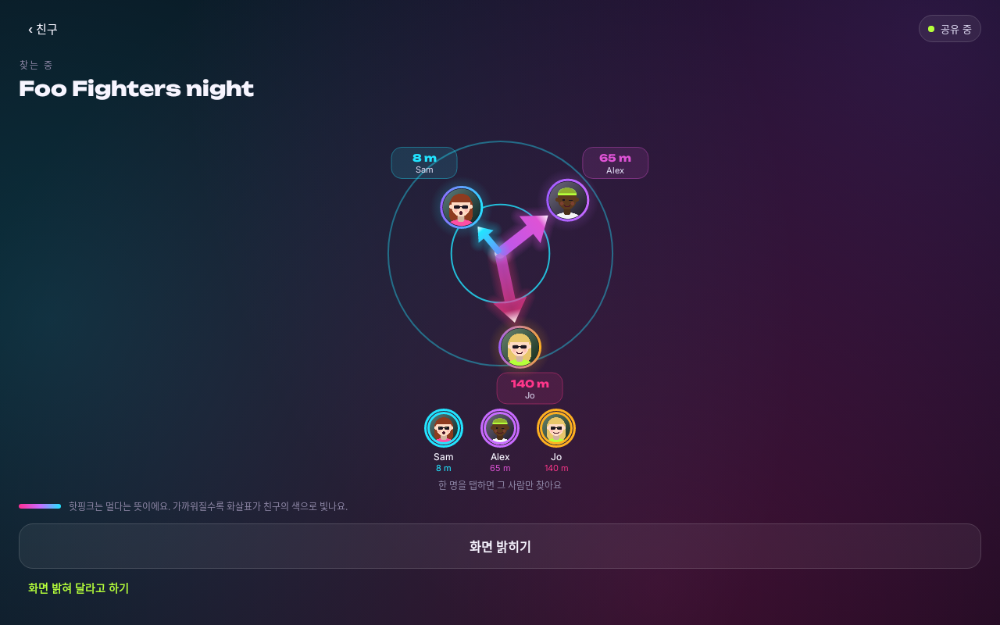 ‹ 친구
공유 중
찾는 중
Foo Fighters night
8 m
Sam
65 m
Alex
140 m
Jo
Sam
Alex
Jo
8 m
65 m
140 m
한 명을 탭하면 그 사람만 찾아요
핫핑크는 멀다는 뜻이에요. 가까워질수록 화살표가 친구의 색으로 빛나요.
화면 밝히기
화면 밝혀 달라고 하기